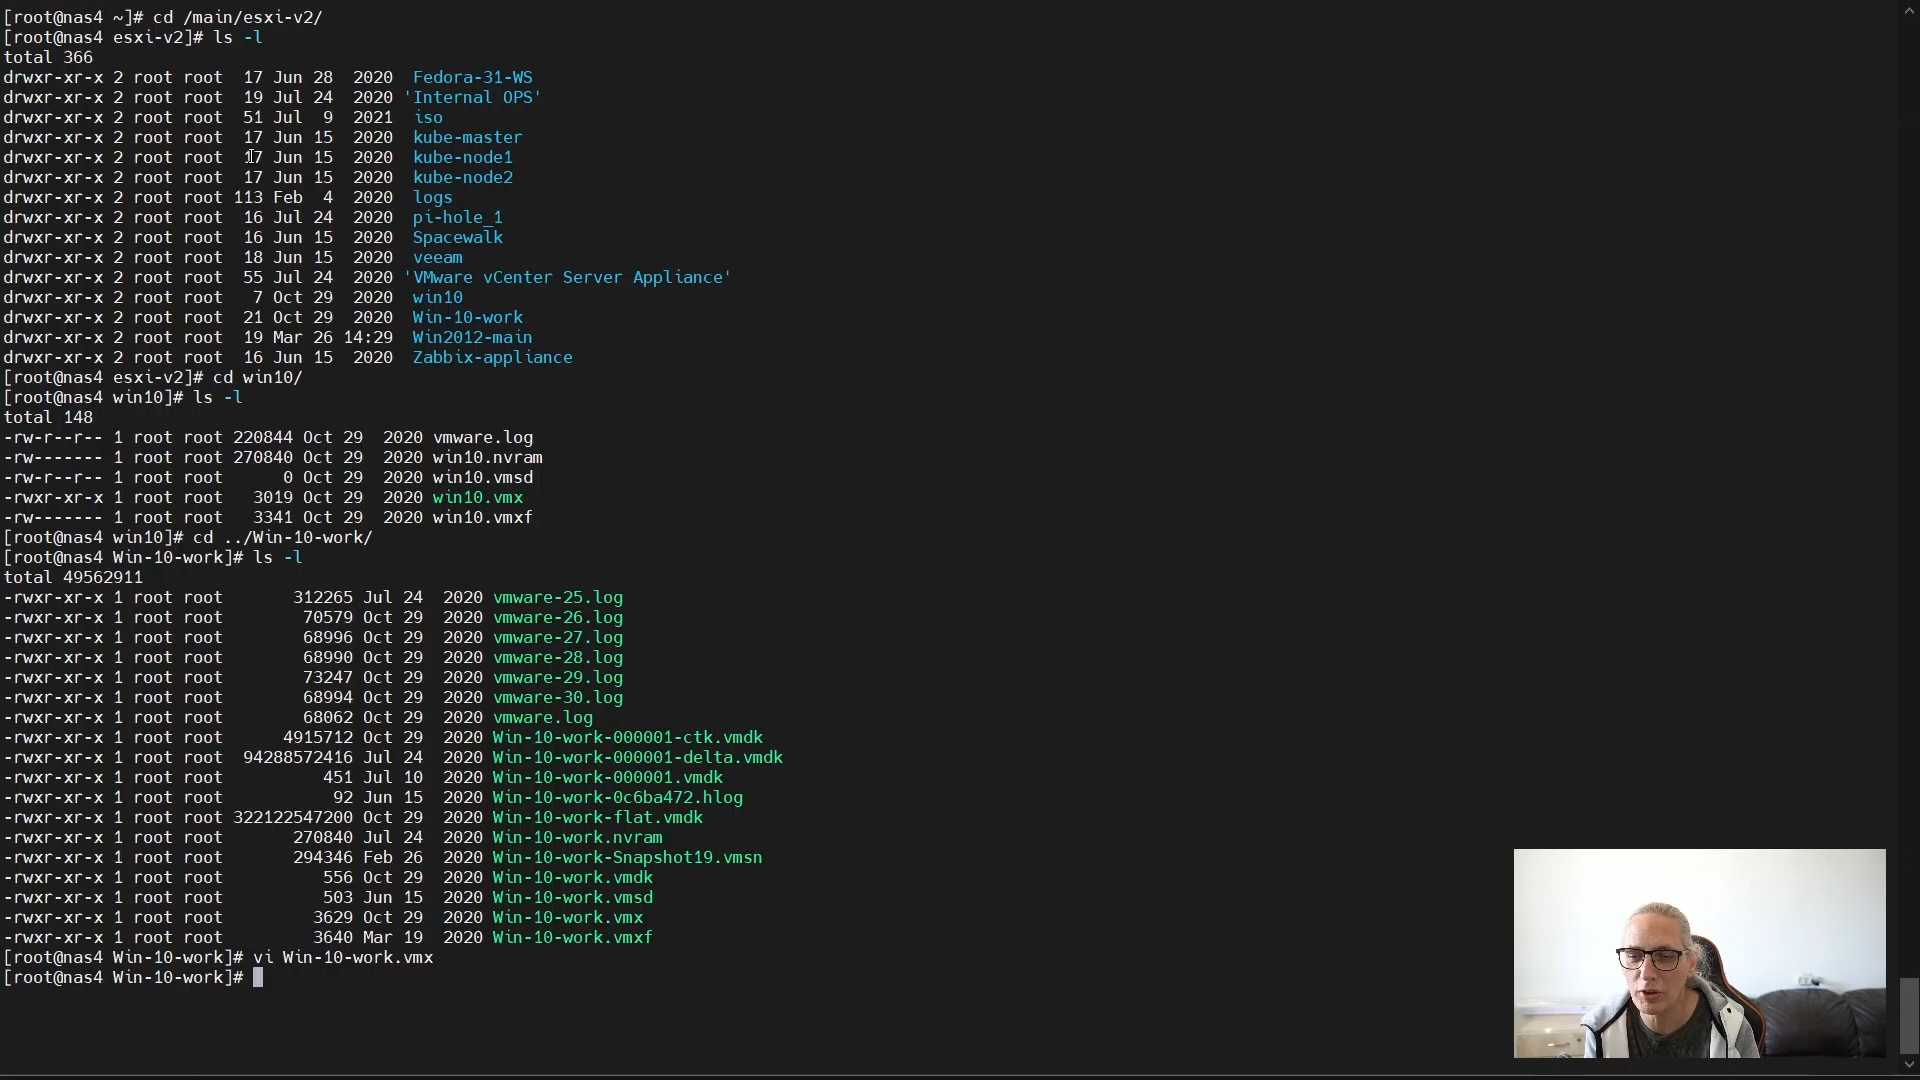 [root@nas4 ~]# cd /main/esxi-v2/
[root@nas4 esxi-v2]# ls -l
total 366
drwxr-xr-x 2 root root  17 Jun 28  2020  Fedora-31-WS
drwxr-xr-x 2 root root  19 Jul 24  2020 'Internal OPS'
drwxr-xr-x 2 root root  51 Jul  9  2021  iso
drwxr-xr-x 2 root root  17 Jun 15  2020  kube-master
drwxr-xr-x 2 root root  17 Jun 15  2020  kube-node1
drwxr-xr-x 2 root root  17 Jun 15  2020  kube-node2
drwxr-xr-x 2 root root 113 Feb  4  2020  logs
drwxr-xr-x 2 root root  16 Jul 24  2020  pi-hole_1
drwxr-xr-x 2 root root  16 Jun 15  2020  Spacewalk
drwxr-xr-x 2 root root  18 Jun 15  2020  veeam
drwxr-xr-x 2 root root  55 Jul 24  2020 'VMware vCenter Server Appliance'
drwxr-xr-x 2 root root   7 Oct 29  2020  win10
drwxr-xr-x 2 root root  21 Oct 29  2020  Win-10-work
drwxr-xr-x 2 root root  19 Mar 26 14:29  Win2012-main
drwxr-xr-x 2 root root  16 Jun 15  2020  Zabbix-appliance
[root@nas4 esxi-v2]# cd win10/
[root@nas4 win10]# ls -l
total 148
-rw-r--r-- 1 root root 220844 Oct 29  2020 vmware.log
-rw------- 1 root root 270840 Oct 29  2020 win10.nvram
-rw-r--r-- 1 root root      0 Oct 29  2020 win10.vmsd
-rwxr-xr-x 1 root root   3019 Oct 29  2020 win10.vmx
-rw------- 1 root root   3341 Oct 29  2020 win10.vmxf
[root@nas4 win10]# cd ../Win-10-work/
[root@nas4 Win-10-work]# ls -l
total 49562911
-rwxr-xr-x 1 root root       312265 Jul 24  2020 vmware-25.log
-rwxr-xr-x 1 root root        70579 Oct 29  2020 vmware-26.log
-rwxr-xr-x 1 root root        68996 Oct 29  2020 vmware-27.log
-rwxr-xr-x 1 root root        68990 Oct 29  2020 vmware-28.log
-rwxr-xr-x 1 root root        73247 Oct 29  2020 vmware-29.log
-rwxr-xr-x 1 root root        68994 Oct 29  2020 vmware-30.log
-rwxr-xr-x 1 root root        68062 Oct 29  2020 vmware.log
-rwxr-xr-x 1 root root      4915712 Oct 29  2020 Win-10-work-000001-ctk.vmdk
-rwxr-xr-x 1 root root  94288572416 Jul 24  2020 Win-10-work-000001-delta.vmdk
-rwxr-xr-x 1 root root          451 Jul 10  2020 Win-10-work-000001.vmdk
-rwxr-xr-x 1 root root           92 Jun 15  2020 Win-10-work-0c6ba472.hlog
-rwxr-xr-x 1 root root 322122547200 Oct 29  2020 Win-10-work-flat.vmdk
-rwxr-xr-x 1 root root       270840 Jul 24  2020 Win-10-work.nvram
-rwxr-xr-x 1 root root       294346 Feb 26  2020 Win-10-work-Snapshot19.vmsn
-rwxr-xr-x 1 root root          556 Oct 29  2020 Win-10-work.vmdk
-rwxr-xr-x 1 root root          503 Jun 15  2020 Win-10-work.vmsd
-rwxr-xr-x 1 root root         3629 Oct 29  2020 Win-10-work.vmx
-rwxr-xr-x 1 root root         3640 Mar 19  2020 Win-10-work.vmxf
[root@nas4 Win-10-work]# vi Win-10-work.vmx
[root@nas4 Win-10-work]#